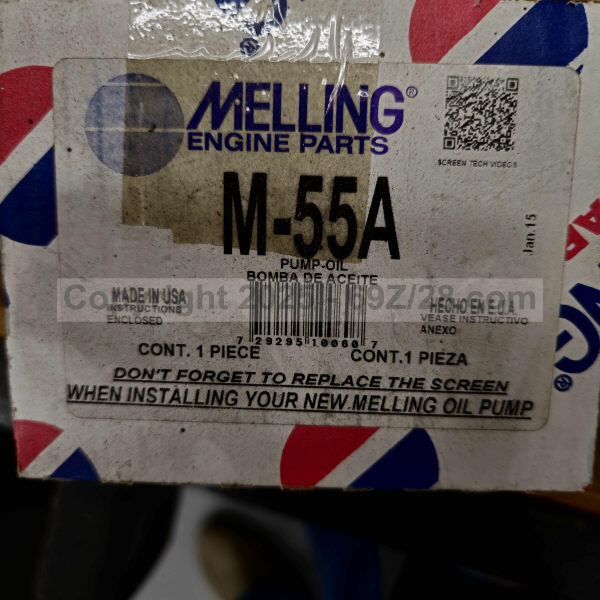 MELLING®
ENGINE PARTS
SCREEN TECH VIDEOS
M-55A
PUMP-OIL
BOMBA DE ACEITE
Jan.15
MADE IN USA
INSTRUCTIONS
ENCLOSED
HECHO EN E.U.A.
VEASE INSTRUCTIVO
ANEXO
7 29295 10060 7
CONT. 1 PIECE
CONT.1 PIEZA
DON'T FORGET TO REPLACE THE SCREEN
WHEN INSTALLING YOUR NEW MELLING OIL PUMP